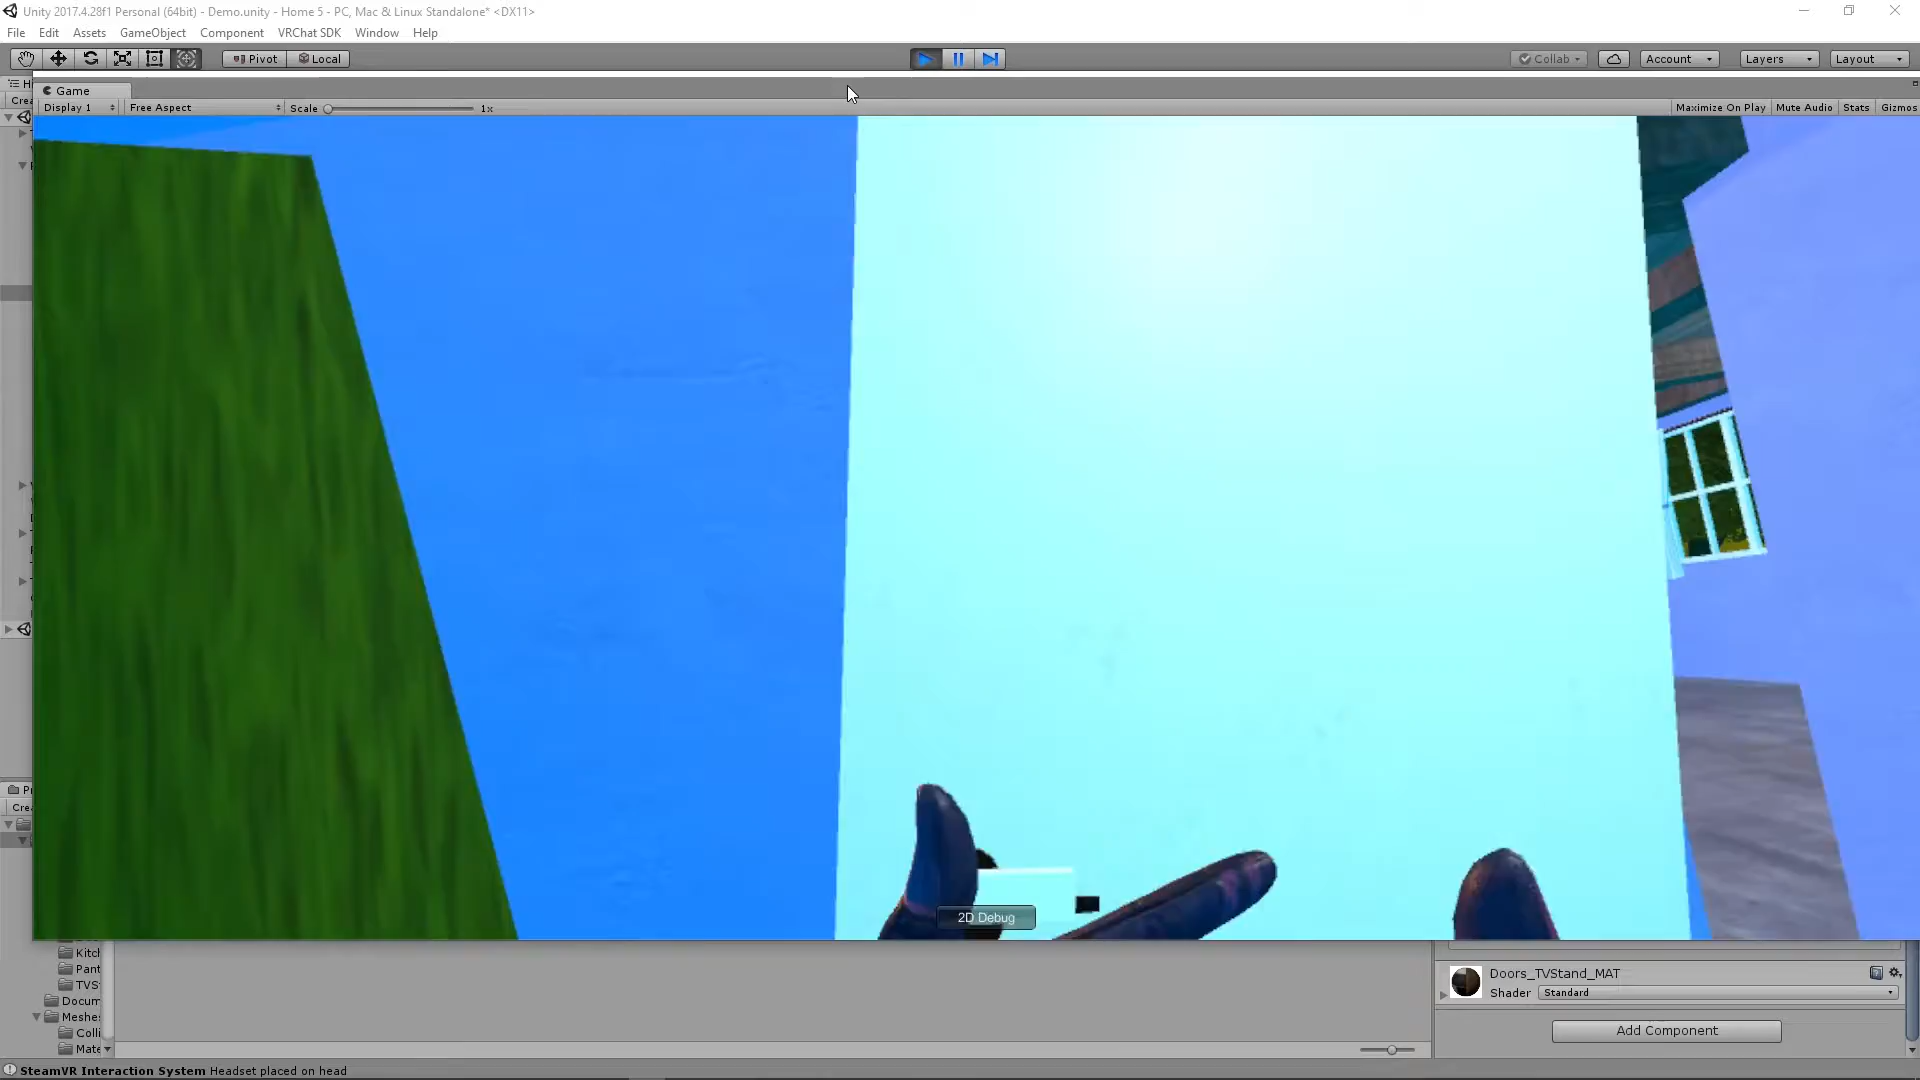 Unity 2017.4.28f1 Personal (64bit) - Demo.unity - Home 5 - PC, Mac & Linux Standalone* <DX11>
File Edit Assets GameObject Component VRChat SDK Window Help
Pivot Local Collab Account Layers Layout
Game
Display 1 Free Aspect Scale 1x Maximize On Play Mute Audio Stats Gizmos
Crea
2D Debug
Crea
Kitch
Pant
TVS
Docum
Meshe
Colli
Mate
Doors_TVStand_MAT
Shader Standard
Add Component
SteamVR Interaction System Headset placed on head